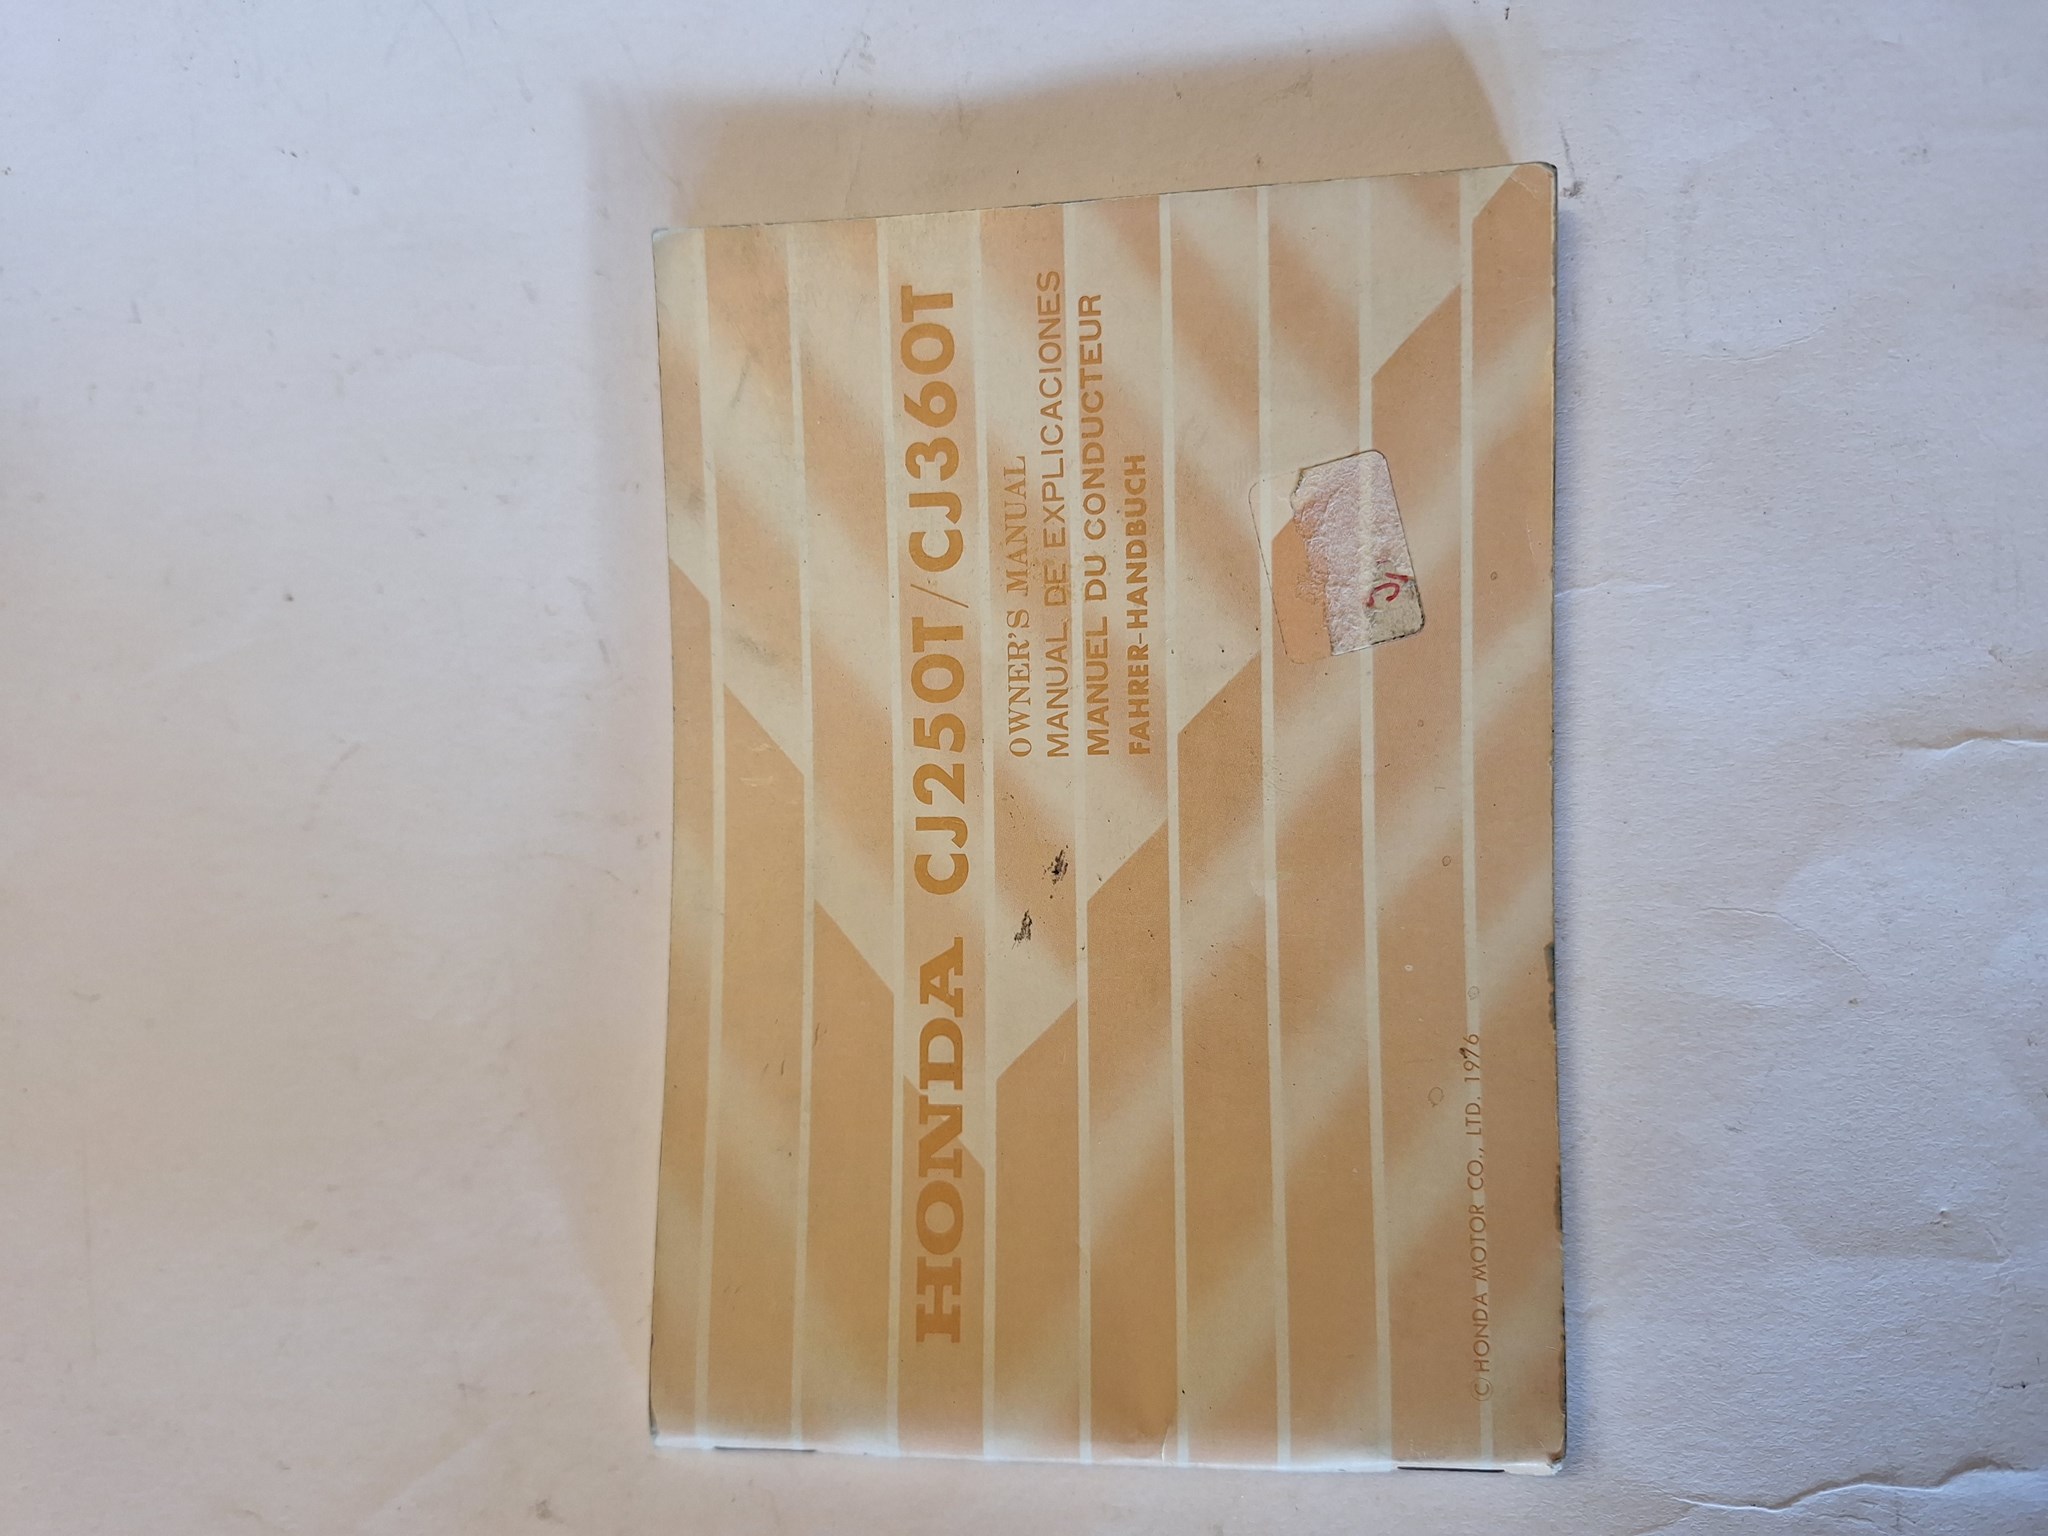 HONDA CJ250T/CJ360T
OWNER'S MANUAL
MANUAL DE EXPLICACIONES
MANUEL DU CONDUCTEUR
FAHRER-HANDBUCH
© HONDA MOTOR CO., LTD. 1976